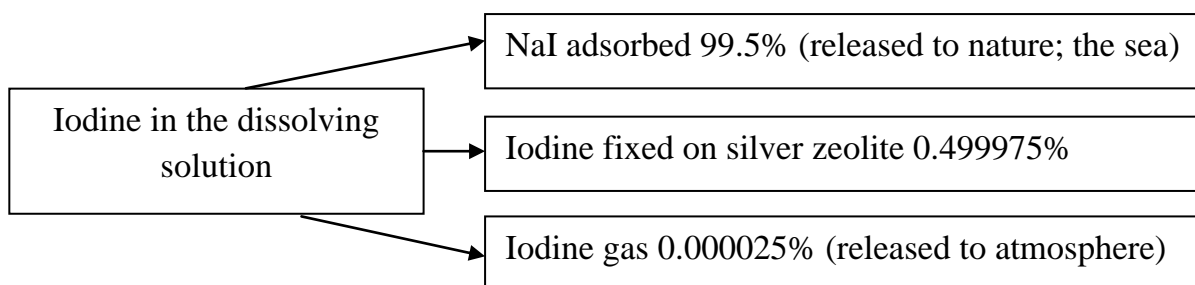 NaI adsorbed 99.5% (released to nature; the sea)
Iodine in the dissolving
solution
Iodine fixed on silver zeolite 0.499975%
Iodine gas 0.000025% (released to atmosphere)